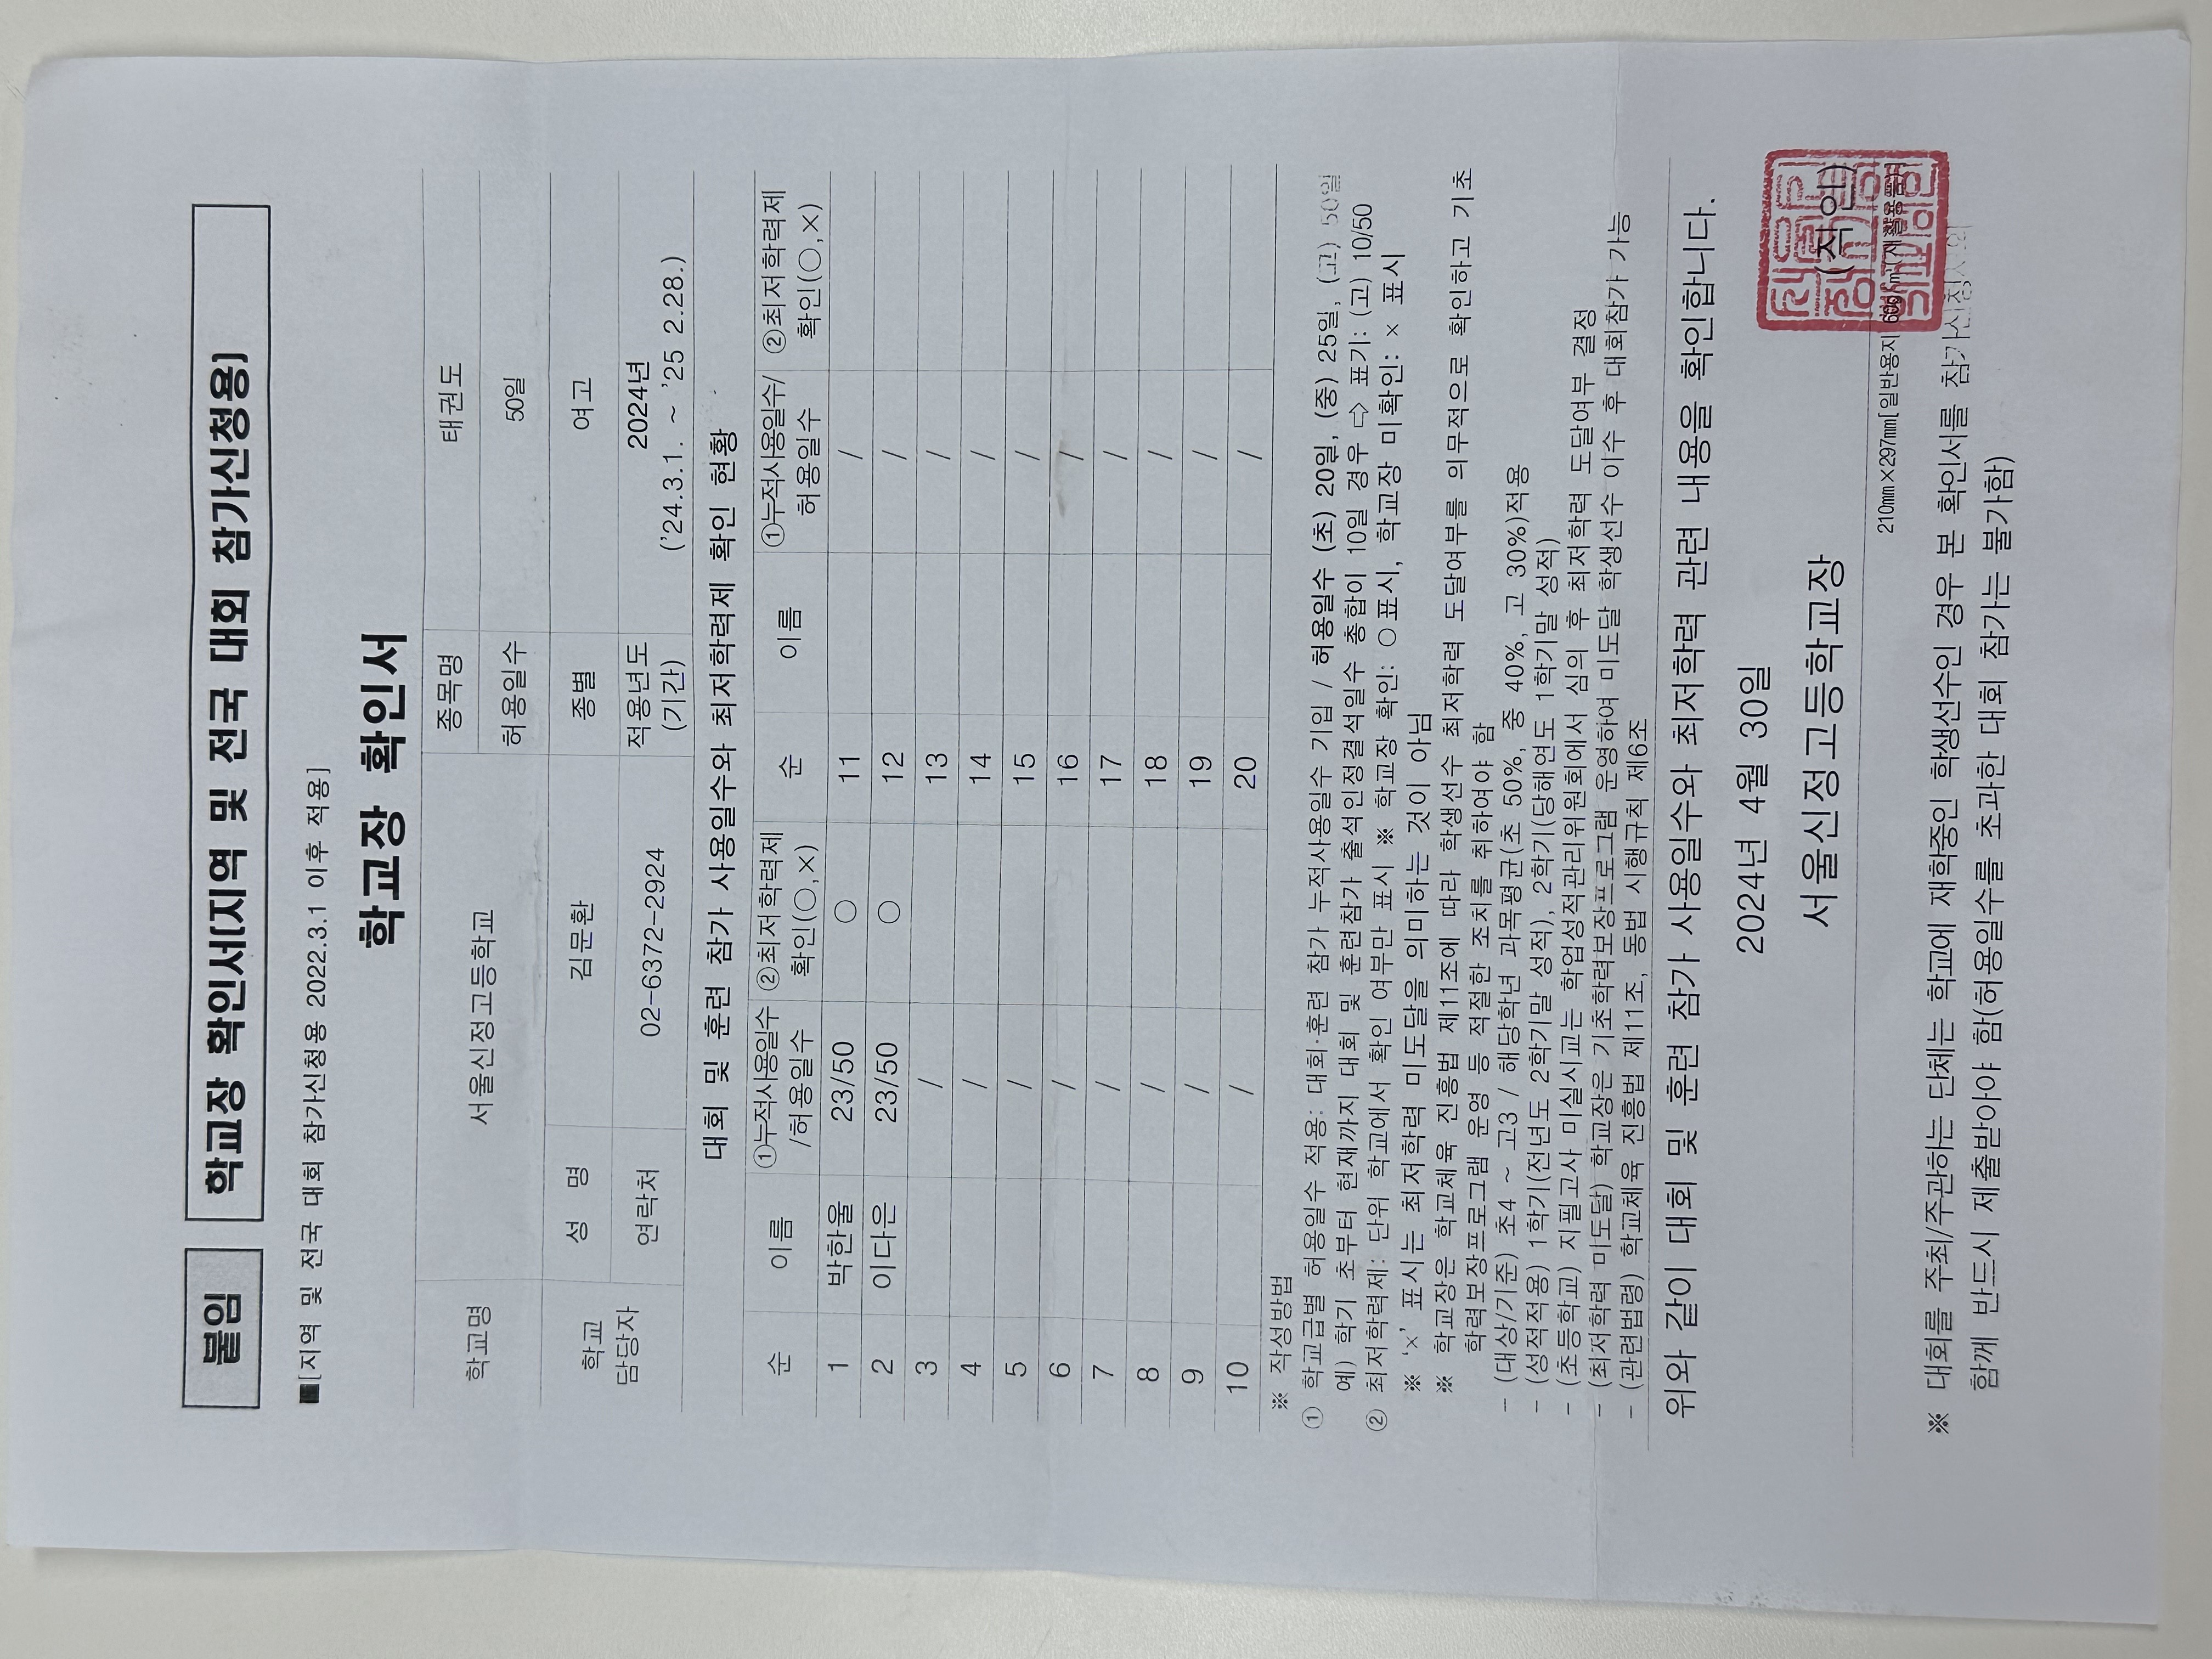 붙임 학교장 확인서[지역 및 전국 대회 참가신청용]
■[지역 및 전국 대회 참가신청용 2022.3.1 이후 적용]
학교장 확인서
학교명 서울신정고등학교 종목명 태권도
허용일수 50일
학교 담당자 성 명 김문환 종별 여고
연락처 02-6372-2924 적용년도 (기간) 2024년
('24.3.1. ~ '25 2.28.)
대회 및 훈련 참가 사용일수와 최저학력제 확인 현황
순 이름 ①누적사용일수 /허용일수 ②최저학력제 확인(○,×) 순 이름 ①누적사용일수/ 허용일수 ②최저학력제 확인(○,×)
1 박한울 23/50 ○ 11 /
2 이다은 23/50 ○ 12 /
3 / 13 /
4 / 14 /
5 / 15 /
6 / 16 /
7 / 17 /
8 / 18 /
9 / 19 /
10 / 20 /
※ 작성방법
① 학교급별 허용일수 적용: 대회·훈련 참가 누적사용일수 기입 / 허용일수 (초) 20일, (중) 25일, (고) 50일
예) 학기 초부터 현재까지 대회 및 훈련참가 출석인정결석일수 총합이 10일 경우 ⇨ 표기: (고) 10/50
② 최저학력제: 단위 학교에서 확인 여부만 표시 ※ 학교장 확인: ○표시, 학교장 미확인: × 표시
※ '×' 표시는 최저학력 미도달을 의미하는 것이 아님
※ 학교장은 학교체육 진흥법 제11조에 따라 학생선수 최저학력 도달여부를 의무적으로 확인하고 기초
학력보장프로그램 운영 등 적절한 조치를 취하여야 함
- (대상/기준) 초4 ~ 고3 / 해당학년 과목평균(초 50%, 중 40%, 고 30%)적용
- (성적적용) 1학기(전년도 2학기말 성적), 2학기(당해연도 1학기말 성적)
- (초등학교) 지필고사 미실시교는 학업성적관리위원회에서 심의 후 최저학력 도달여부 결정
- (최저학력 미도달) 학교장은 기초학력보장프로그램 운영하여 미도달 학생선수 이수 후 대회참가 가능
- (관련법령) 학교체육 진흥법 제11조, 동법 시행규칙 제6조
위와 같이 대회 및 훈련 참가 사용일수와 최저학력 관련 내용을 확인합니다.
2024년 4월 30일
서울신정고등학교장 (직인)
210mm×297mm[일반용지 60g/㎡(재활용품)]
※ 대회를 주최/주관하는 단체는 학교에 재학중인 학생선수인 경우 본 확인서를 참가신청시와
함께 반드시 제출받아야 함(허용일수를 초과한 대회 참가는 불가함)